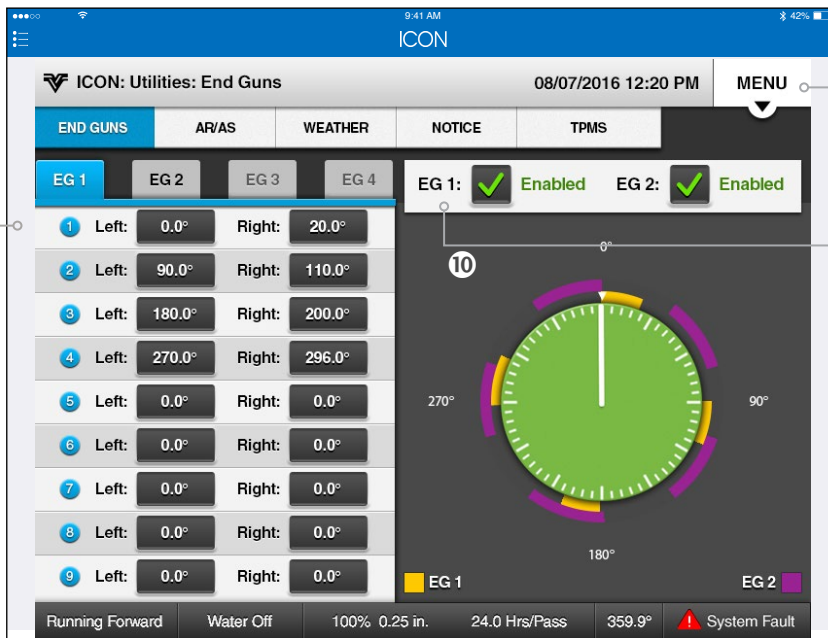 9:41 AM
42%
ICON
ICON: Utilities: End Guns
08/07/2016 12:20 PM
MENU
END GUNS
AR/AS
WEATHER
NOTICE
TPMS
EG 1
EG 2
EG 3
EG 4
EG 1: Enabled
EG 2: Enabled
1 Left: 0.0° Right: 20.0°
2 Left: 90.0° Right: 110.0°
3 Left: 180.0° Right: 200.0°
4 Left: 270.0° Right: 296.0°
5 Left: 0.0° Right: 0.0°
6 Left: 0.0° Right: 0.0°
7 Left: 0.0° Right: 0.0°
8 Left: 0.0° Right: 0.0°
9 Left: 0.0° Right: 0.0°
10
0°
270°
90°
180°
EG 1
EG 2
Running Forward
Water Off
100% 0.25 in.
24.0 Hrs/Pass
359.9°
System Fault